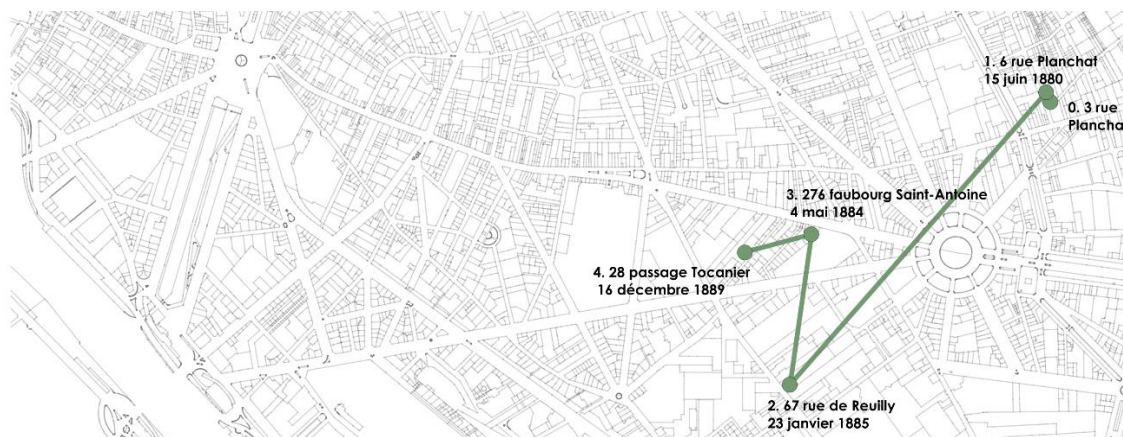 1. 6 rue Planchat
15 juin 1880
0. 3 rue
Plancha
3. 276 faubourg Saint-Antoine
4 mai 1884
4. 28 passage Tocanier
16 décembre 1889
2. 67 rue de Reuilly
23 janvier 1885